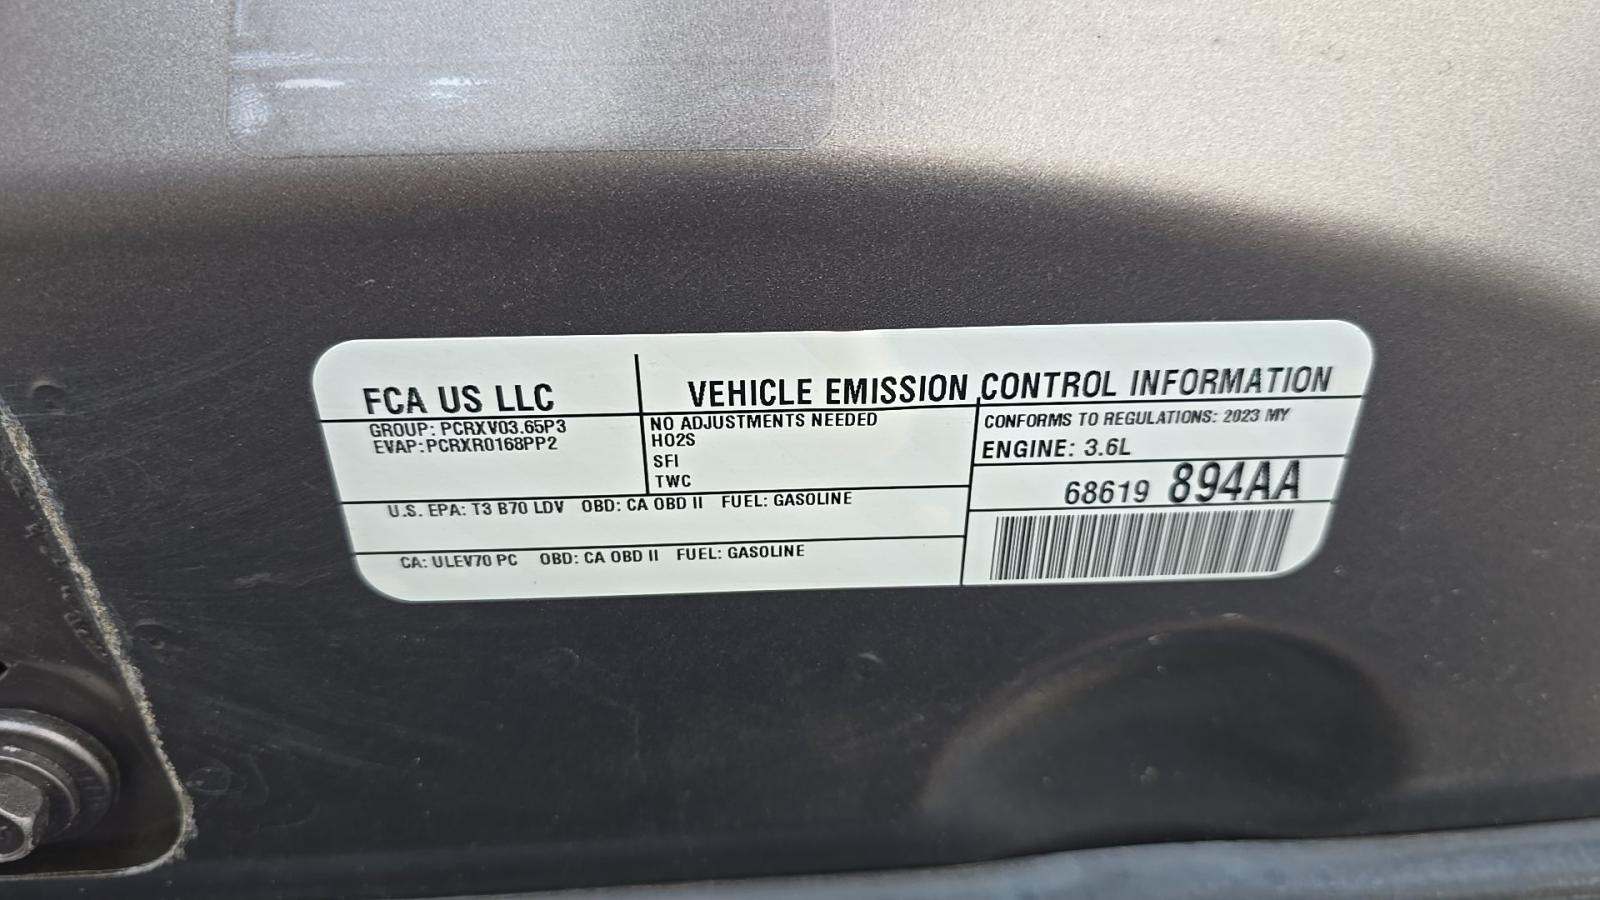 FCA US LLC
VEHICLE EMISSION CONTROL INFORMATION
GROUP: PCRXV03.65P3
EVAP: PCRXR0168PP2
NO ADJUSTMENTS NEEDED
HO2S
SFI
TWC
CONFORMS TO REGULATIONS: 2023 MY
ENGINE: 3.6L
68619 894AA
U.S. EPA: T3 B70 LDV OBD: CA OBD II FUEL: GASOLINE
CA: ULEV70 PC OBD: CA OBD II FUEL: GASOLINE